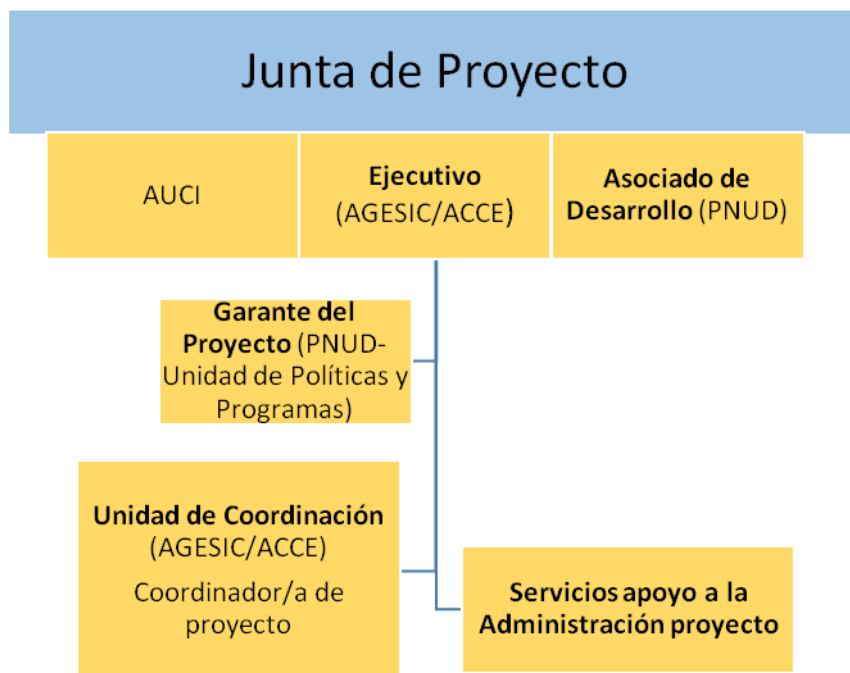 Junta de Proyecto
AUCI
Ejecutivo
(AGESIC/ACCE)
Asociado de
Desarrollo (PNUD)
Garante del
Proyecto (PNUD-
Unidad de Políticas y
Programas)
Unidad de Coordinación
(AGESIC/ACCE)
Coordinador/a de
proyecto
Servicios apoyo a la
Administración proyecto